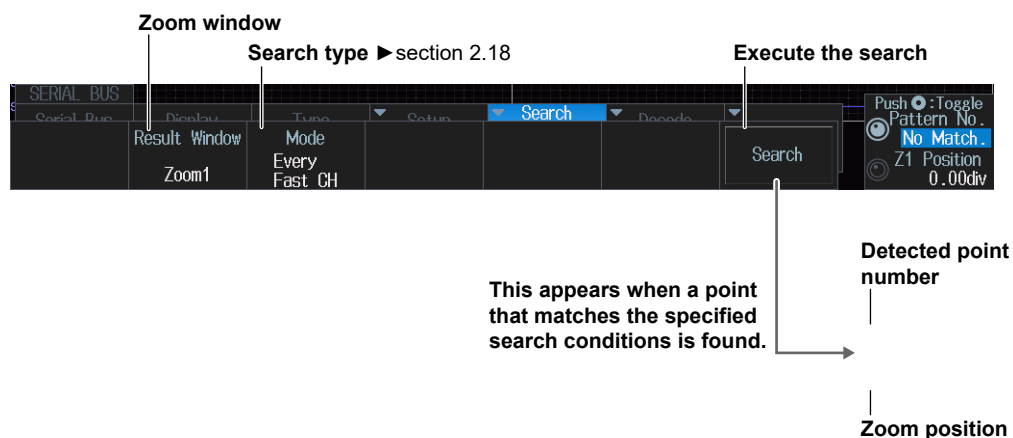 Zoom window
Search type ►section 2.18
Execute the search
SERIAL BUS
Serial Bus
Display
Type
Setup
Search
Decode
Result Window
Zoom1
Mode
Every
Fast CH
Search
Push :Toggle
Pattern No.
No Match.
Z1 Position
0.00div
Detected point
number
This appears when a point
that matches the specified
search conditions is found.
Zoom position